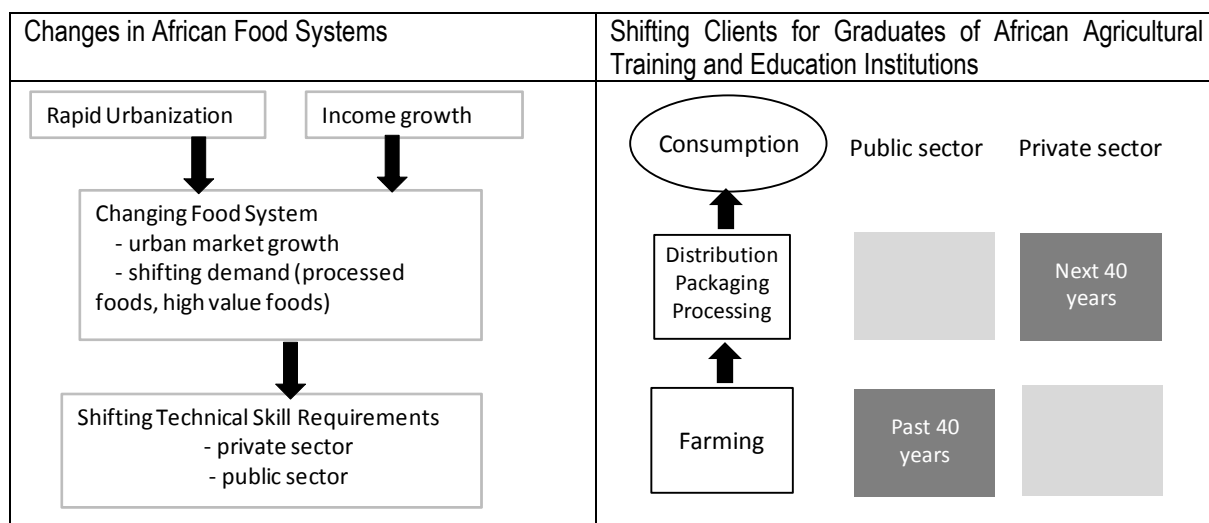 Changes in African Food Systems
Shifting Clients for Graduates of African Agricultural
Training and Education Institutions
Rapid Urbanization
Income growth
Changing Food System
- urban market growth
- shifting demand (processed
foods, high value foods)
Shifting Technical Skill Requirements
- private sector
- public sector
Consumption
Public sector
Private sector
Distribution
Packaging
Processing
Next 40
years
Farming
Past 40
years